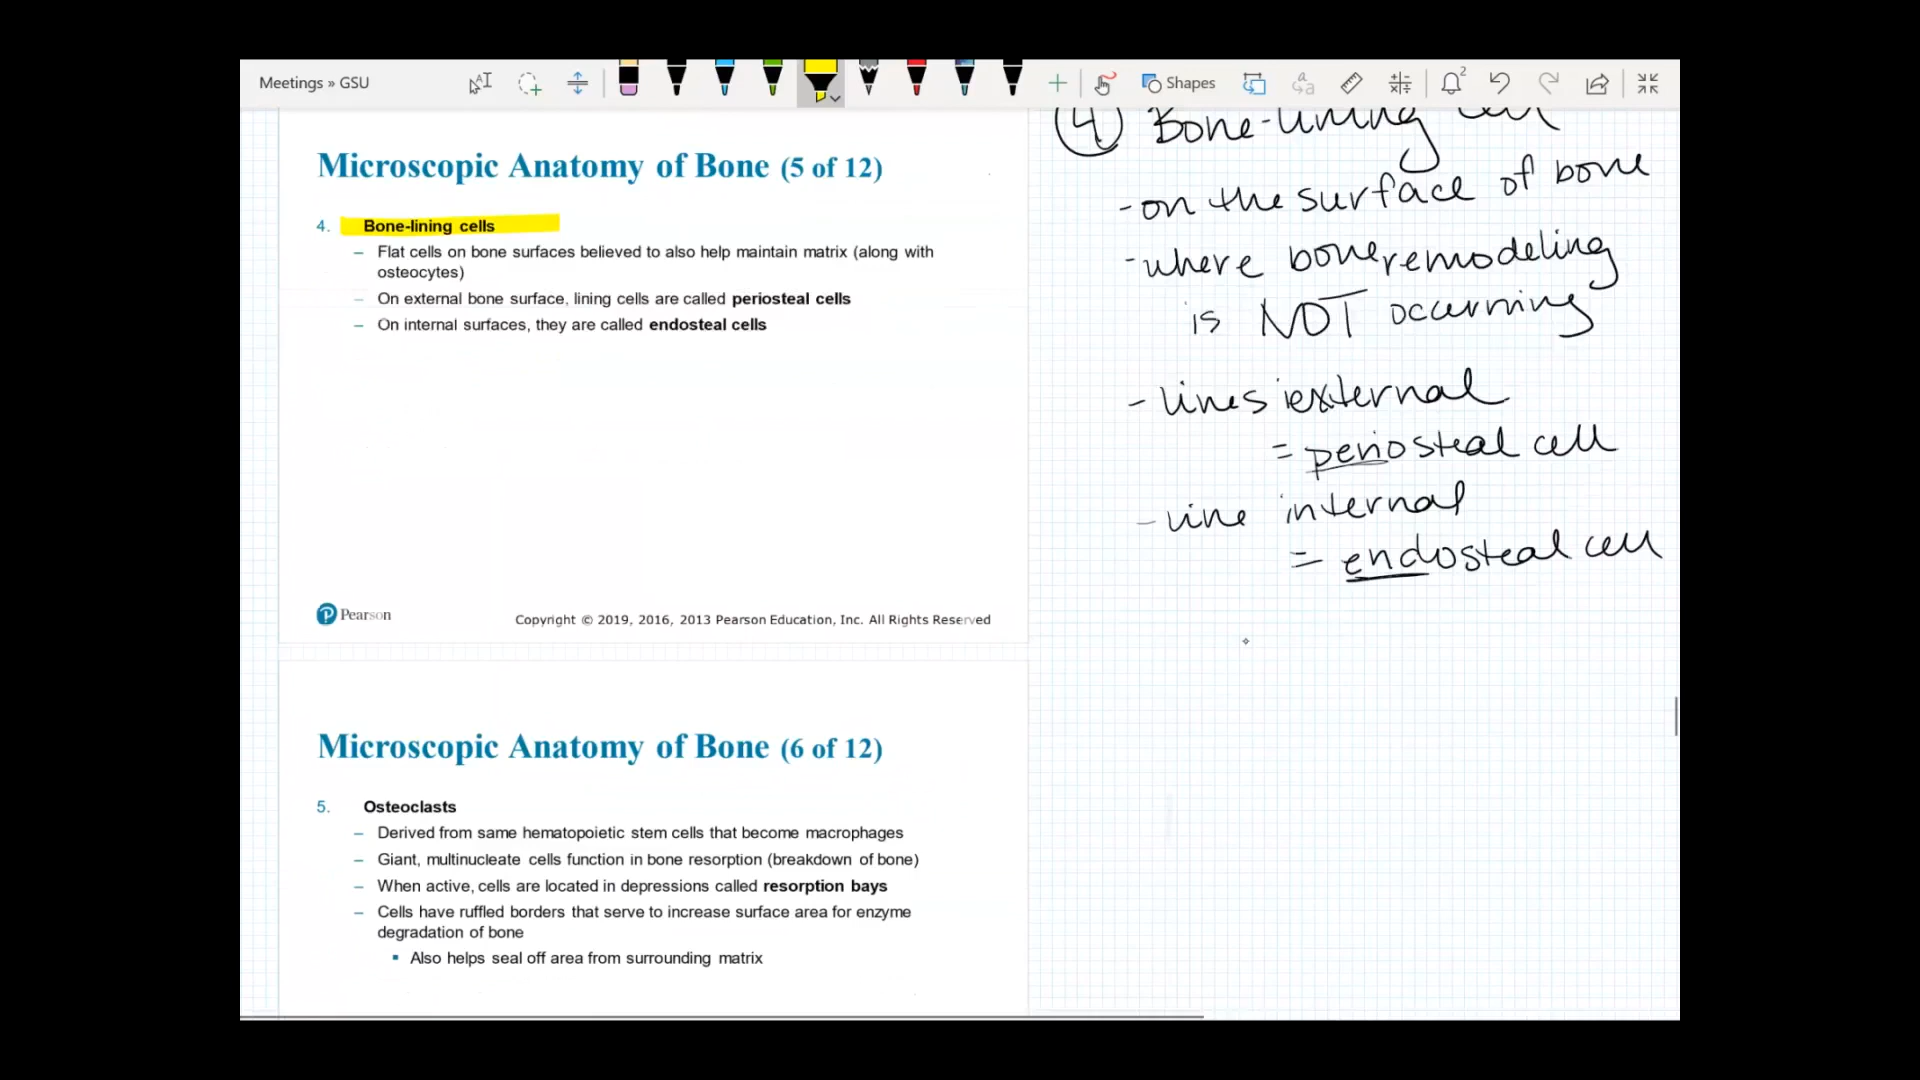 Meetings » GSU
Shapes
2
Microscopic Anatomy of Bone (5 of 12)
4. Bone-lining cells
– Flat cells on bone surfaces believed to also help maintain matrix (along with
osteocytes)
– On external bone surface, lining cells are called periosteal cells
– On internal surfaces, they are called endosteal cells
Pearson
Copyright © 2019, 2016, 2013 Pearson Education, Inc. All Rights Reserved
Microscopic Anatomy of Bone (6 of 12)
5. Osteoclasts
– Derived from same hematopoietic stem cells that become macrophages
– Giant, multinucleate cells function in bone resorption (breakdown of bone)
– When active, cells are located in depressions called resorption bays
– Cells have ruffled borders that serve to increase surface area for enzyme
degradation of bone
▪ Also helps seal off area from surrounding matrix
4 Bone-lining cell
- on the surface of bone
- where bone remodeling
is NOT occurring
- lines external
= periosteal cell
- line internal
= endosteal cell